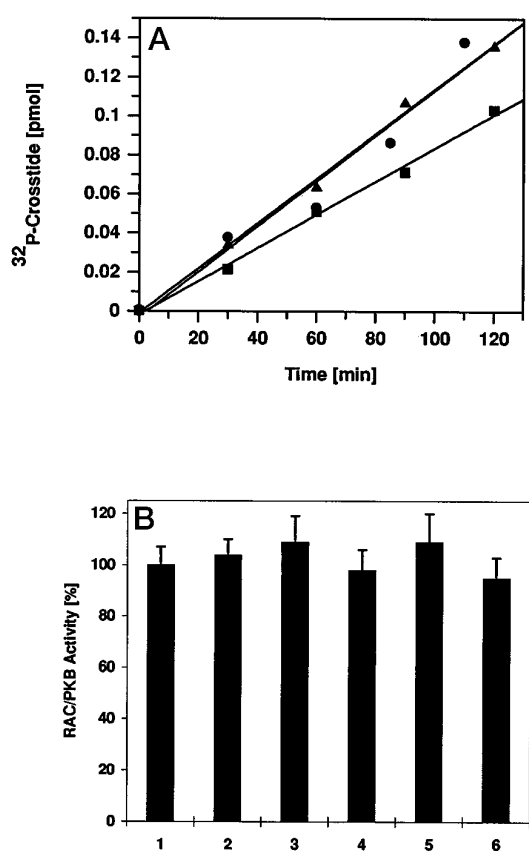 A
0.14
0.12
0.1
0.08
0.06
0.04
0.02
0
32P-Crosstide [pmol]
0 20 40 60 80 100 120
Time [min]
B
120
100
80
60
40
20
0
RAC/PKB Activity [%]
1 2 3 4 5 6